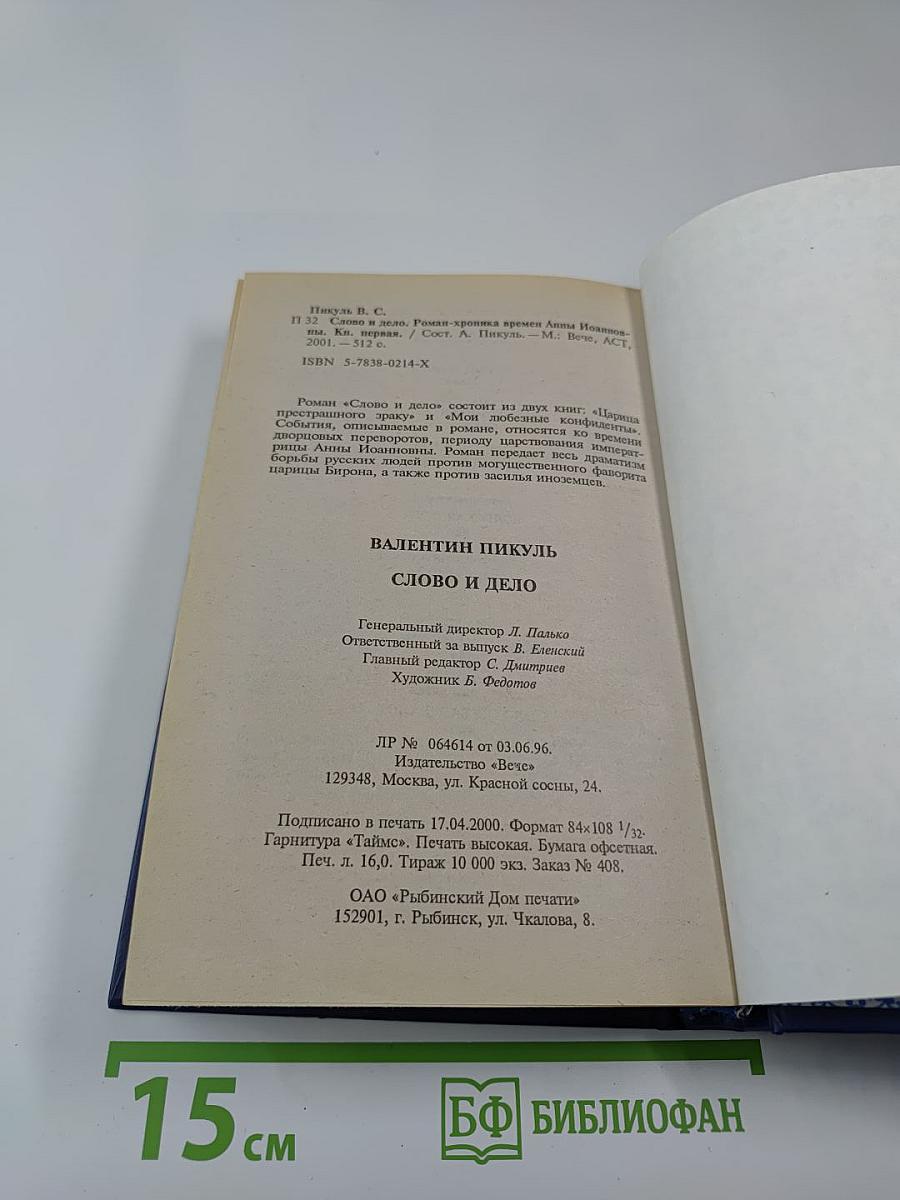 Пикуль В. С.
П 32 Слово и дело. Роман-хроника времен Анны Иоаннов-
ны. Кн. первая. / Сост. А. Пикуль. — М.: Вече, АСТ,
2001. — 512 с.
ISBN 5-7838-0214-X
Роман «Слово и дело» состоит из двух книг; «Царица
престрашного зраку» и «Мои любезные конфиденты».
События, описываемые в романе, относятся ко времени
дворцовых переворотов, периоду царствования императ-
рицы Анны Иоанновны. Роман передает весь драматизм
борьбы русских людей против могущественного фаворита
царицы Бирона, а также против засилья иноземцев.
ВАЛЕНТИН ПИКУЛЬ
СЛОВО И ДЕЛО
Генеральный директор Л. Палько
Ответственный за выпуск В. Еленский
Главный редактор С. Дмитриев
Художник Б. Федотов
ЛР № 064614 от 03.06.96.
Издательство «Вече»
129348, Москва, ул. Красной сосны, 24.
Подписано в печать 17.04.2000. Формат 84×108 1/32.
Гарнитура «Таймс». Печать высокая. Бумага офсетная.
Печ. л. 16,0. Тираж 10 000 экз. Заказ № 408.
ОАО «Рыбинский Дом печати»
152901, г. Рыбинск, ул. Чкалова, 8.
15 см
БФ БИБЛИОФАН